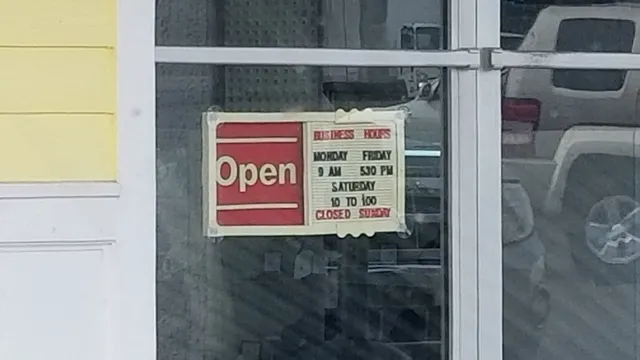 Open
BUSINESS HOURS
MONDAY FRIDAY
9 AM 530 PM
SATURDAY
10 TO 100
CLOSED SUNDAY